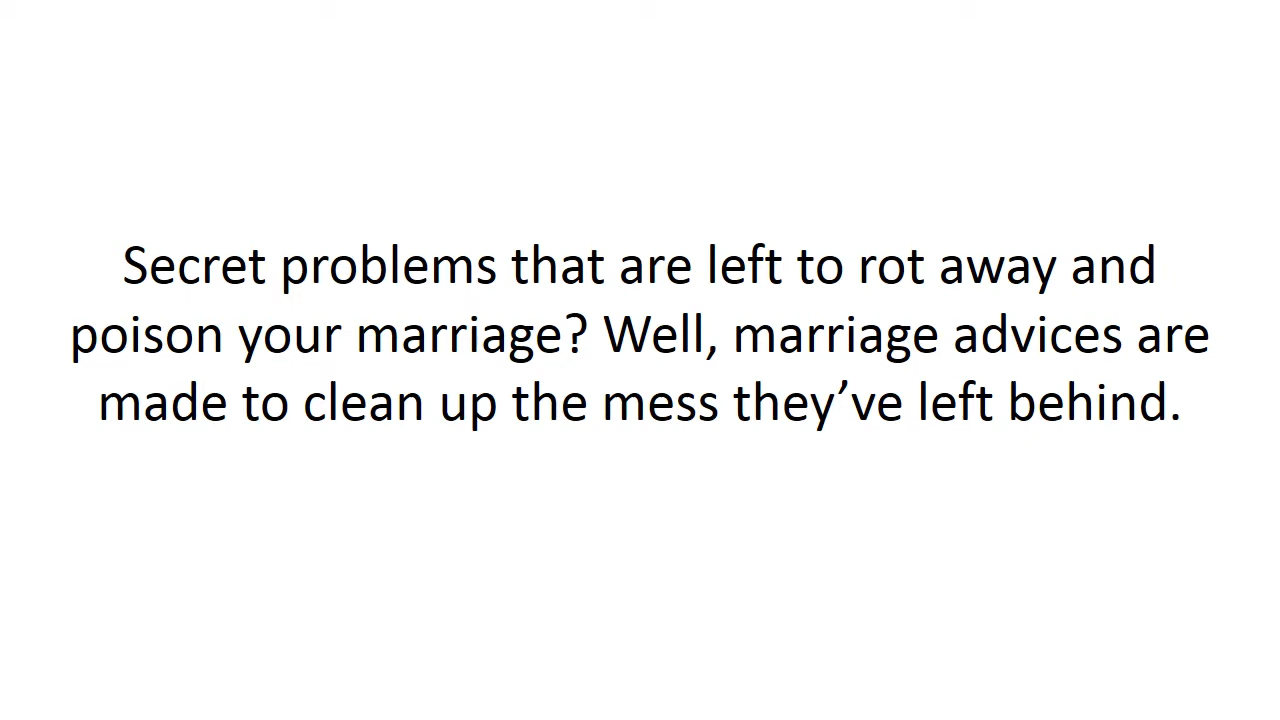 Secret problems that are left to rot away and
poison your marriage? Well, marriage advices are
made to clean up the mess they’ve left behind.